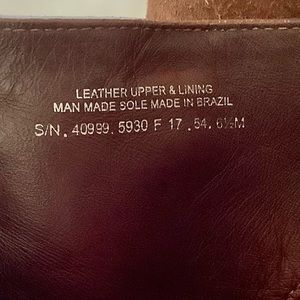 LEATHER UPPER & LINING
MAN MADE SOLE MADE IN BRAZIL
S/N. 40999. 5930 F 17 .54. 6½M